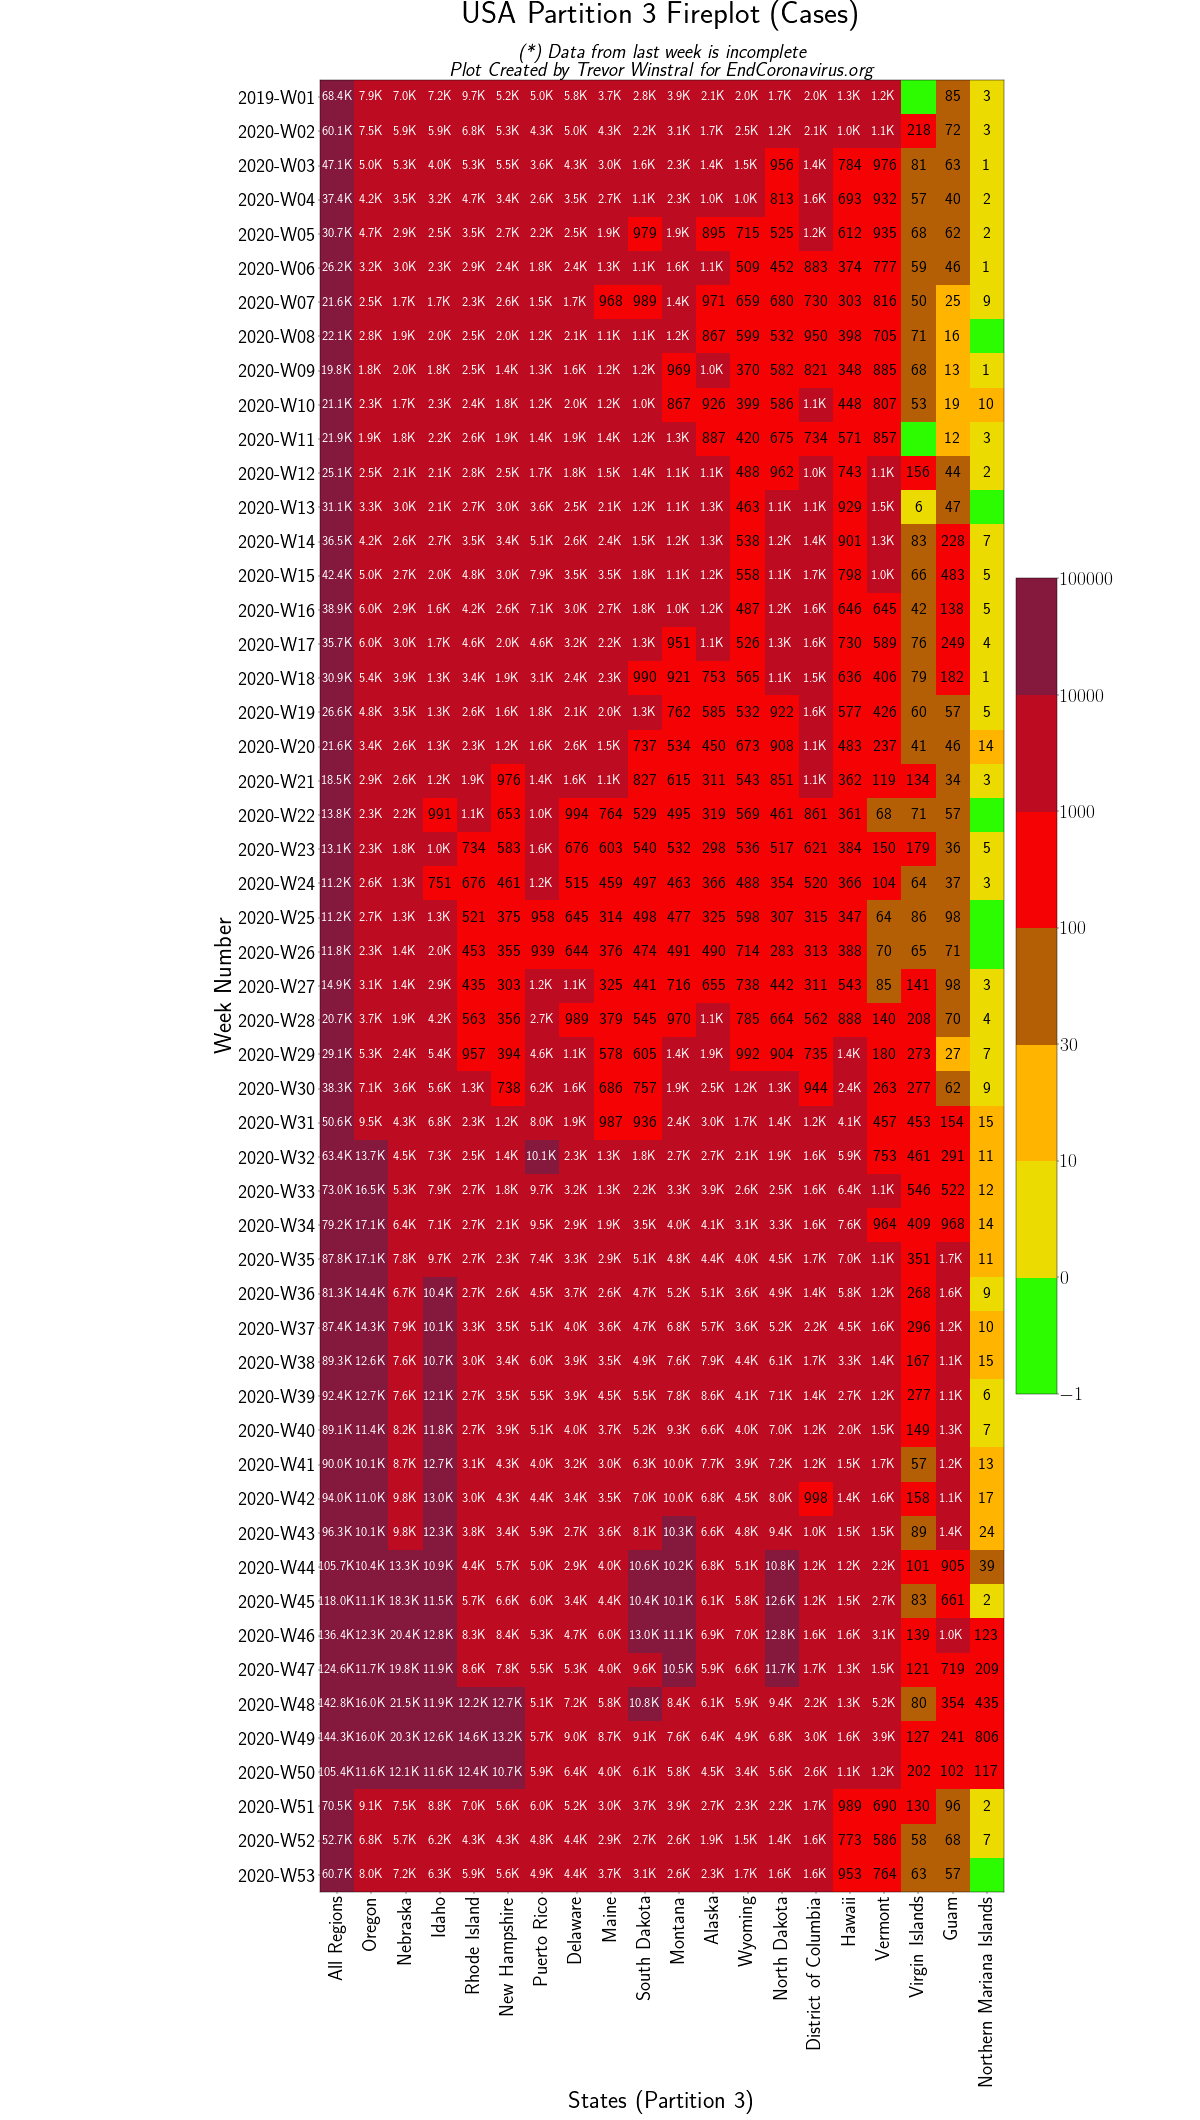 USA Partition 3 Fireplot (Cases)
(*) Data from last week is incomplete
Plot Created by Trevor Winstral for EndCoronavirus.org
2019-W01 68.4K 7.9K 7.0K 7.2K 9.7K 5.2K 5.0K 5.8K 3.7K 2.8K 3.9K 2.1K 2.0K 1.7K 2.0K 1.3K 1.2K 85 3
2020-W02 60.1K 7.5K 5.9K 5.9K 6.8K 5.3K 4.3K 5.0K 4.3K 2.2K 3.1K 1.7K 2.5K 1.2K 2.1K 1.0K 1.1K 218 72 3
2020-W03 47.1K 5.0K 5.3K 4.0K 5.3K 5.5K 3.6K 4.3K 3.0K 1.6K 2.3K 1.4K 1.5K 956 1.4K 784 976 81 63 1
2020-W04 37.4K 4.2K 3.5K 3.2K 4.7K 3.4K 2.6K 3.5K 2.7K 1.1K 2.3K 1.0K 1.0K 813 1.6K 693 932 57 40 2
2020-W05 30.7K 4.7K 2.9K 2.5K 3.5K 2.7K 2.2K 2.5K 1.9K 979 1.9K 895 715 525 1.2K 612 935 68 62 2
2020-W06 26.2K 3.2K 3.0K 2.3K 2.9K 2.4K 1.8K 2.4K 1.3K 1.1K 1.6K 1.1K 509 452 883 374 777 59 46 1
2020-W07 21.6K 2.5K 1.7K 1.7K 2.3K 2.6K 1.5K 1.7K 968 989 1.4K 971 659 680 730 303 816 50 25 9
2020-W08 22.1K 2.8K 1.9K 2.0K 2.5K 2.0K 1.2K 2.1K 1.1K 1.1K 1.2K 867 599 532 950 398 705 71 16
2020-W09 19.8K 1.8K 2.0K 1.8K 2.5K 1.4K 1.3K 1.6K 1.2K 1.2K 969 1.0K 370 582 821 348 885 68 13 1
2020-W10 21.1K 2.3K 1.7K 2.3K 2.4K 1.8K 1.2K 2.0K 1.2K 1.0K 867 926 399 586 1.1K 448 807 53 19 10
2020-W11 21.9K 1.9K 1.8K 2.2K 2.6K 1.9K 1.4K 1.9K 1.4K 1.2K 1.3K 887 420 675 734 571 857 12 3
2020-W12 25.1K 2.5K 2.1K 2.1K 2.8K 2.5K 1.7K 1.8K 1.5K 1.4K 1.1K 1.1K 488 962 1.0K 743 1.1K 156 44 2
2020-W13 31.1K 3.3K 3.0K 2.1K 2.7K 3.0K 3.6K 2.5K 2.1K 1.2K 1.1K 1.3K 463 1.1K 1.1K 929 1.5K 6 47
2020-W14 36.5K 4.2K 2.6K 2.7K 3.5K 3.4K 5.1K 2.6K 2.4K 1.5K 1.2K 1.3K 538 1.2K 1.4K 901 1.3K 83 228 7
2020-W15 42.4K 5.0K 2.7K 2.0K 4.8K 3.0K 7.9K 3.5K 3.5K 1.8K 1.1K 1.2K 558 1.1K 1.7K 798 1.0K 66 483 5
2020-W16 38.9K 6.0K 2.9K 1.6K 4.2K 2.6K 7.1K 3.0K 2.7K 1.8K 1.0K 1.2K 487 1.2K 1.6K 646 645 42 138 5
2020-W17 35.7K 6.0K 3.0K 1.7K 4.6K 2.0K 4.6K 3.2K 2.2K 1.3K 951 1.1K 526 1.3K 1.6K 730 589 76 249 4
2020-W18 30.9K 5.4K 3.9K 1.3K 3.4K 1.9K 3.1K 2.4K 2.3K 990 921 753 565 1.1K 1.5K 636 406 79 182 1
2020-W19 26.6K 4.8K 3.5K 1.3K 2.6K 1.6K 1.8K 2.1K 2.0K 1.3K 762 585 532 922 1.6K 577 426 60 57 5
2020-W20 21.6K 3.4K 2.6K 1.3K 2.3K 1.2K 1.6K 2.6K 1.5K 737 534 450 673 908 1.1K 483 237 41 46 14
2020-W21 18.5K 2.9K 2.6K 1.2K 1.9K 976 1.4K 1.6K 1.1K 827 615 311 543 851 1.1K 362 119 134 34 3
2020-W22 13.8K 2.3K 2.2K 991 1.1K 653 1.0K 994 764 529 495 319 569 461 861 361 68 71 57
2020-W23 13.1K 2.3K 1.8K 1.0K 734 583 1.6K 676 603 540 532 298 536 517 621 384 150 179 36 5
2020-W24 11.2K 2.6K 1.3K 751 676 461 1.2K 515 459 497 463 366 488 354 520 366 104 64 37 3
2020-W25 11.2K 2.7K 1.3K 1.3K 521 375 958 645 314 498 477 325 598 307 315 347 64 86 98
2020-W26 11.8K 2.3K 1.4K 2.0K 453 355 939 644 376 474 491 490 714 283 313 388 70 65 71
2020-W27 14.9K 3.1K 1.4K 2.9K 435 303 1.2K 1.1K 325 441 716 655 738 442 311 543 85 141 98 3
2020-W28 20.7K 3.7K 1.9K 4.2K 563 356 2.7K 989 379 545 970 1.1K 785 664 562 888 140 208 70 4
2020-W29 29.1K 5.3K 2.4K 5.4K 957 394 4.6K 1.1K 578 605 1.4K 1.9K 992 904 735 1.4K 180 273 27 7
2020-W30 38.3K 7.1K 3.6K 5.6K 1.3K 738 6.2K 1.6K 686 757 1.9K 2.5K 1.2K 1.3K 944 2.4K 263 277 62 9
2020-W31 50.6K 9.5K 4.3K 6.8K 2.3K 1.2K 8.0K 1.9K 987 936 2.4K 3.0K 1.7K 1.4K 1.2K 4.1K 457 453 154 15
2020-W32 63.4K 13.7K 4.5K 7.3K 2.5K 1.4K 10.1K 2.3K 1.3K 1.8K 2.7K 2.7K 2.1K 1.9K 1.6K 5.9K 753 461 291 11
2020-W33 73.0K 16.5K 5.3K 7.9K 2.7K 1.8K 9.7K 3.2K 1.3K 2.2K 3.3K 3.9K 2.6K 2.5K 1.6K 6.4K 1.1K 546 522 12
2020-W34 79.2K 17.1K 6.4K 7.1K 2.7K 2.1K 9.5K 2.9K 1.9K 3.5K 4.0K 4.1K 3.1K 3.3K 1.6K 7.6K 964 409 968 14
2020-W35 87.8K 17.1K 7.8K 9.7K 2.7K 2.3K 7.4K 3.3K 2.9K 5.1K 4.8K 4.4K 4.0K 4.5K 1.7K 7.0K 1.1K 351 1.7K 11
2020-W36 81.3K 14.4K 6.7K 10.4K 2.7K 2.6K 4.5K 3.7K 2.6K 4.7K 5.2K 5.1K 3.6K 4.9K 1.4K 5.8K 1.2K 268 1.6K 9
2020-W37 87.4K 14.3K 7.9K 10.1K 3.3K 3.5K 5.1K 4.0K 3.6K 4.7K 6.8K 5.7K 3.6K 5.2K 2.2K 4.5K 1.6K 296 1.2K 10
2020-W38 89.3K 12.6K 7.6K 10.7K 3.0K 3.4K 6.0K 3.9K 3.5K 4.9K 7.6K 7.9K 4.4K 6.1K 1.7K 3.3K 1.4K 167 1.1K 15
2020-W39 92.4K 12.7K 7.6K 12.1K 2.7K 3.5K 5.5K 3.9K 4.5K 5.5K 7.8K 8.6K 4.1K 7.1K 1.4K 2.7K 1.2K 277 1.1K 6
2020-W40 89.1K 11.4K 8.2K 11.8K 2.7K 3.9K 5.1K 4.0K 3.7K 5.2K 9.3K 6.6K 4.0K 7.0K 1.2K 2.0K 1.5K 149 1.3K 7
2020-W41 90.0K 10.1K 8.7K 12.7K 3.1K 4.3K 4.0K 3.2K 3.0K 6.3K 10.0K 7.7K 3.9K 7.2K 1.2K 1.5K 1.7K 57 1.2K 13
2020-W42 94.0K 11.0K 9.8K 13.0K 3.0K 4.3K 4.4K 3.4K 3.5K 7.0K 10.0K 6.8K 4.5K 8.0K 998 1.4K 1.6K 158 1.1K 17
2020-W43 96.3K 10.1K 9.8K 12.3K 3.8K 3.4K 5.9K 2.7K 3.6K 8.1K 10.3K 6.6K 4.8K 9.4K 1.0K 1.5K 1.5K 89 1.4K 24
2020-W44 105.7K 10.4K 13.3K 10.9K 4.4K 5.7K 5.0K 2.9K 4.0K 10.6K 10.2K 6.8K 5.1K 10.8K 1.2K 1.2K 2.2K 101 905 39
2020-W45 118.0K 11.1K 18.3K 11.5K 5.7K 6.6K 6.0K 3.4K 4.4K 10.4K 10.1K 6.1K 5.8K 12.6K 1.2K 1.5K 2.7K 83 661 2
2020-W46 136.4K 12.3K 20.4K 12.8K 8.3K 8.4K 5.3K 4.7K 6.0K 13.0K 11.1K 6.9K 7.0K 12.8K 1.6K 1.6K 3.1K 139 1.0K 123
2020-W47 124.6K 11.7K 19.8K 11.9K 8.6K 7.8K 5.5K 5.3K 4.0K 9.6K 10.5K 5.9K 6.6K 11.7K 1.7K 1.3K 1.5K 121 719 209
2020-W48 142.8K 16.0K 21.5K 11.9K 12.2K 12.7K 5.1K 7.2K 5.8K 10.8K 8.4K 6.1K 5.9K 9.4K 2.2K 1.3K 5.2K 80 354 435
2020-W49 144.3K 16.0K 20.3K 12.6K 14.6K 13.2K 5.7K 9.0K 8.7K 9.1K 7.6K 6.4K 4.9K 6.8K 3.0K 1.6K 3.9K 127 241 806
2020-W50 105.4K 11.6K 12.1K 11.6K 12.4K 10.7K 5.9K 6.4K 4.0K 6.1K 5.8K 4.5K 3.4K 5.6K 2.6K 1.1K 1.2K 202 102 117
2020-W51 70.5K 9.1K 7.5K 8.8K 7.0K 5.6K 6.0K 5.2K 3.0K 3.7K 3.9K 2.7K 2.3K 2.2K 1.7K 989 690 130 96 2
2020-W52 52.7K 6.8K 5.7K 6.2K 4.3K 4.3K 4.8K 4.4K 2.9K 2.7K 2.6K 1.9K 1.5K 1.4K 1.6K 773 586 58 68 7
2020-W53 60.7K 8.0K 7.2K 6.3K 5.9K 5.6K 4.9K 4.4K 3.7K 3.1K 2.6K 2.3K 1.7K 1.6K 1.6K 953 764 63 57
Week Number
All Regions
Oregon
Nebraska
Idaho
Rhode Island
New Hampshire
Puerto Rico
Delaware
Maine
South Dakota
Montana
Alaska
Wyoming
North Dakota
District of Columbia
Hawaii
Vermont
Virgin Islands
Guam
Northern Mariana Islands
States (Partition 3)
100000
10000
1000
100
30
10
0
−1